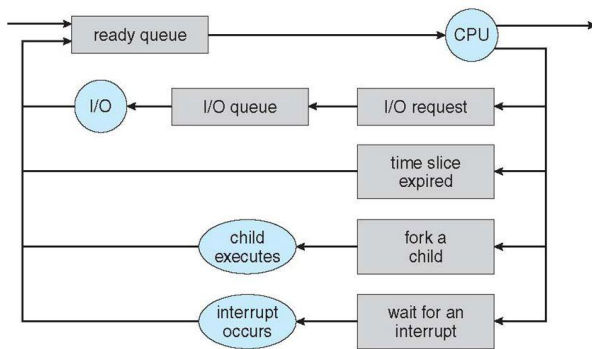 ready queue
CPU
I/O
I/O queue
I/O request
time slice
expired
child
executes
fork a
child
interrupt
occurs
wait for an
interrupt